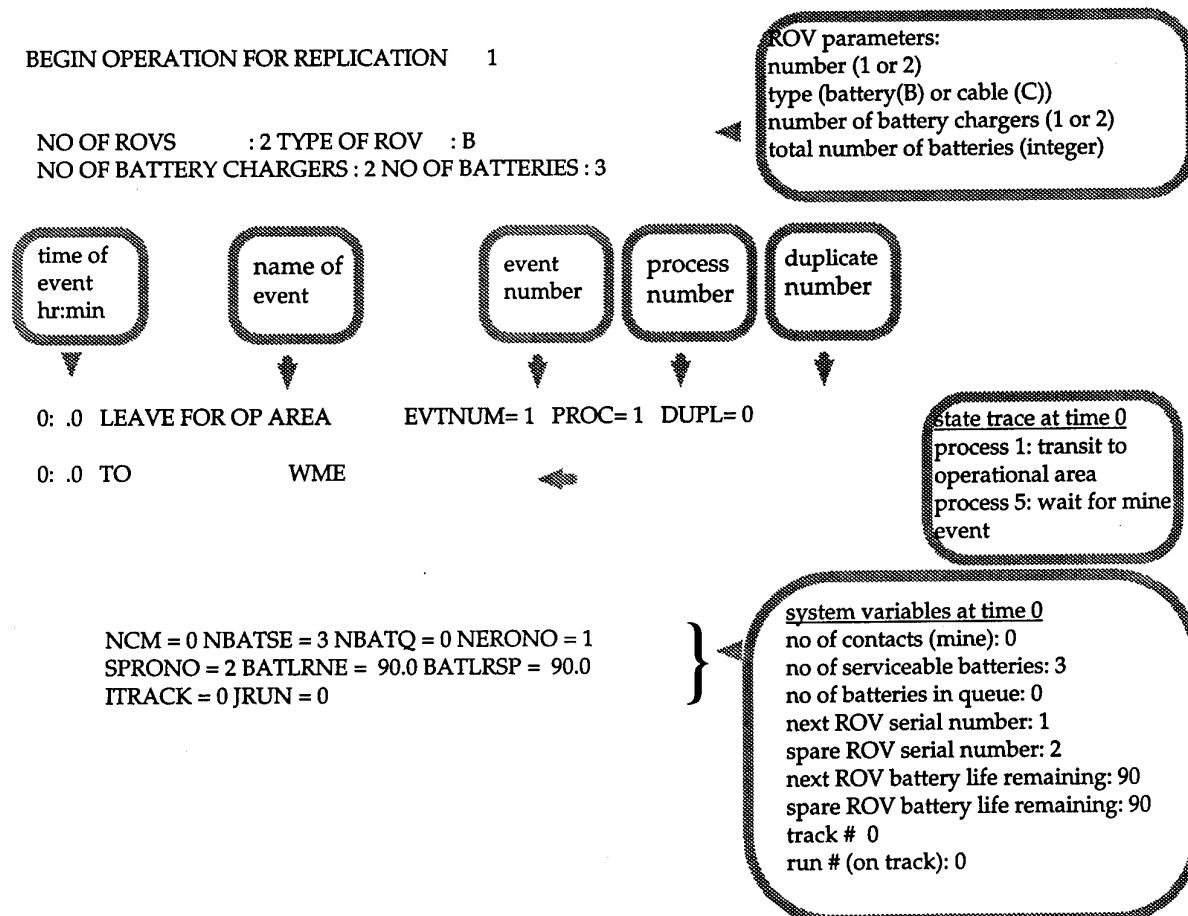 BEGIN OPERATION FOR REPLICATION 1
ROV parameters:
number (1 or 2)
type (battery(B) or cable (C))
number of battery chargers (1 or 2)
total number of batteries (integer)
NO OF ROVS : 2 TYPE OF ROV : B
NO OF BATTERY CHARGERS : 2 NO OF BATTERIES : 3
time of
event
hr:min
name of
event
event
number
process
number
duplicate
number
0: .0 LEAVE FOR OP AREA EVTNUM= 1 PROC= 1 DUPL= 0
0: .0 TO WME
state trace at time 0
process 1: transit to
operational area
process 5: wait for mine
event
NCM = 0 NBATSE = 3 NBATQ = 0 NERONO = 1
SPRONO = 2 BATLRNE = 90.0 BATLRSP = 90.0
ITRACK = 0 JRUN = 0
}
system variables at time 0
no of contacts (mine): 0
no of serviceable batteries: 3
no of batteries in queue: 0
next ROV serial number: 1
spare ROV serial number: 2
next ROV battery life remaining: 90
spare ROV battery life remaining: 90
track # 0
run # (on track): 0